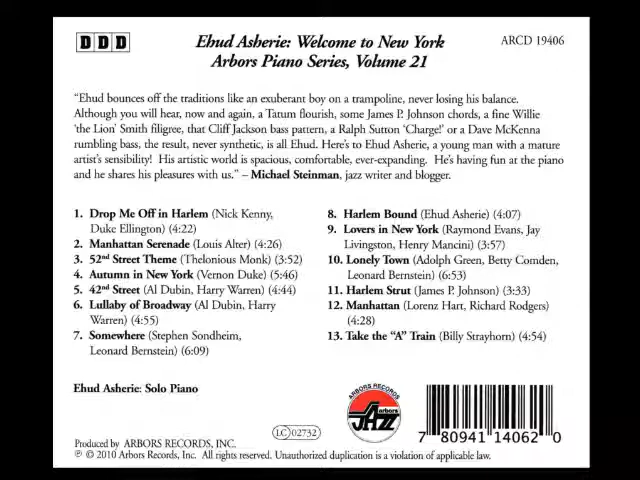 DDD
Ehud Asherie: Welcome to New York
Arbors Piano Series, Volume 21
ARCD 19406
“Ehud bounces off the traditions like an exuberant boy on a trampoline, never losing his balance.
Although you will hear, now and again, a Tatum flourish, some James P. Johnson chords, a fine Willie
‘the Lion’ Smith filigree, that Cliff Jackson bass pattern, a Ralph Sutton ‘Charge!’ or a Dave McKenna
rumbling bass, the result, never synthetic, is all Ehud. Here’s to Ehud Asherie, a young man with a mature
artist’s sensibility! His artistic world is spacious, comfortable, ever-expanding. He’s having fun at the piano
and he shares his pleasures with us.” – Michael Steinman, jazz writer and blogger.
1. Drop Me Off in Harlem (Nick Kenny,
Duke Ellington) (4:22)
2. Manhattan Serenade (Louis Alter) (4:26)
3. 52nd Street Theme (Thelonious Monk) (3:52)
4. Autumn in New York (Vernon Duke) (5:46)
5. 42nd Street (Al Dubin, Harry Warren) (4:44)
6. Lullaby of Broadway (Al Dubin, Harry
Warren) (4:55)
7. Somewhere (Stephen Sondheim,
Leonard Bernstein) (6:09)
8. Harlem Bound (Ehud Asherie) (4:07)
9. Lovers in New York (Raymond Evans, Jay
Livingston, Henry Mancini) (3:57)
10. Lonely Town (Adolph Green, Betty Comden,
Leonard Bernstein) (6:53)
11. Harlem Strut (James P. Johnson) (3:33)
12. Manhattan (Lorenz Hart, Richard Rodgers)
(4:28)
13. Take the “A” Train (Billy Strayhorn) (4:54)
Ehud Asherie: Solo Piano
ARBORS RECORDS
arbors
JAZZ
LC 02732
7 80941 14062 0
Produced by ARBORS RECORDS, INC.
℗ © 2010 Arbors Records, Inc. All rights reserved. Unauthorized duplication is a violation of applicable law.